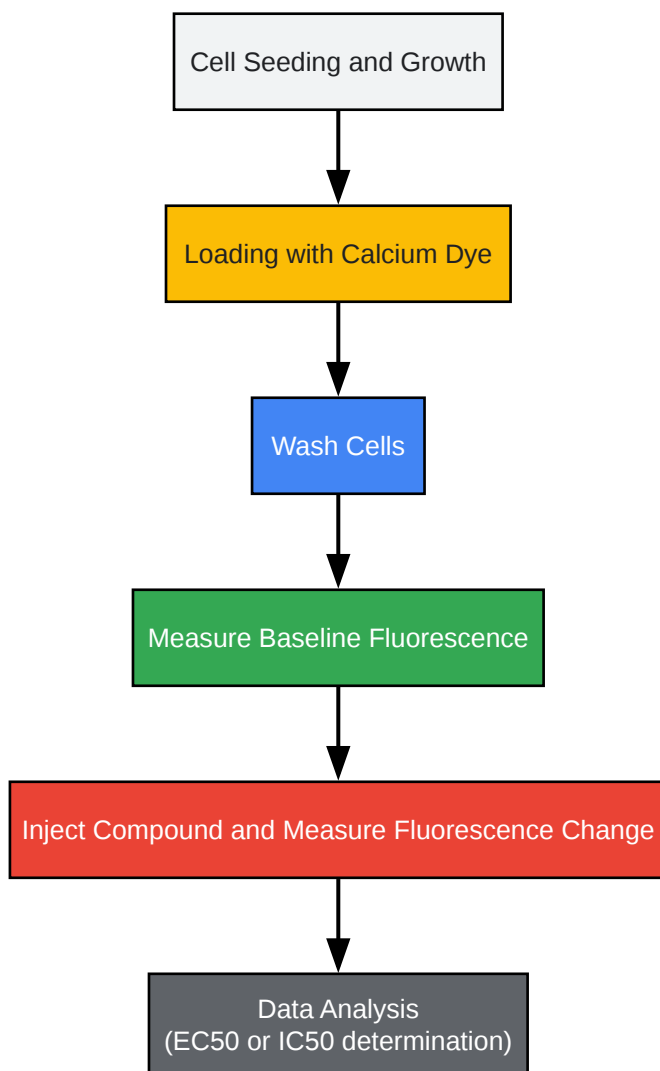 Cell Seeding and Growth
Loading with Calcium Dye
Wash Cells
Measure Baseline Fluorescence
Inject Compound and Measure Fluorescence Change
Data Analysis
(EC50 or IC50 determination)